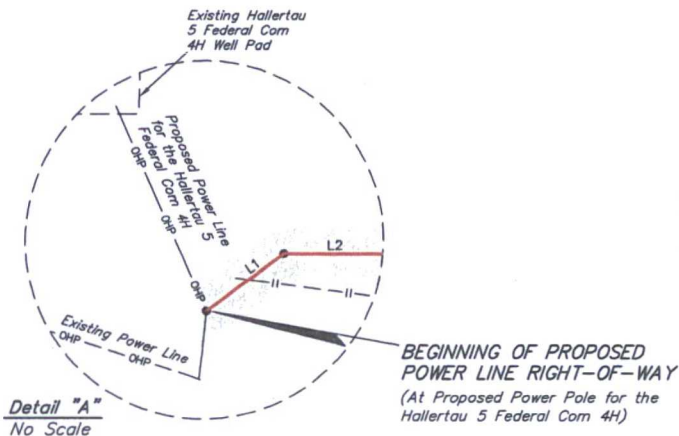 Existing Hallertau
5 Federal Com
4H Well Pad
Proposed Power Line
for the Hallertau 5
Federal Com 4H
OHP
OHP
OHP
L1
L2
Existing Power Line
OHP
OHP
BEGINNING OF PROPOSED
POWER LINE RIGHT-OF-WAY
(At Proposed Power Pole for the
Hallertau 5 Federal Com 4H)
Detail "A"
No Scale